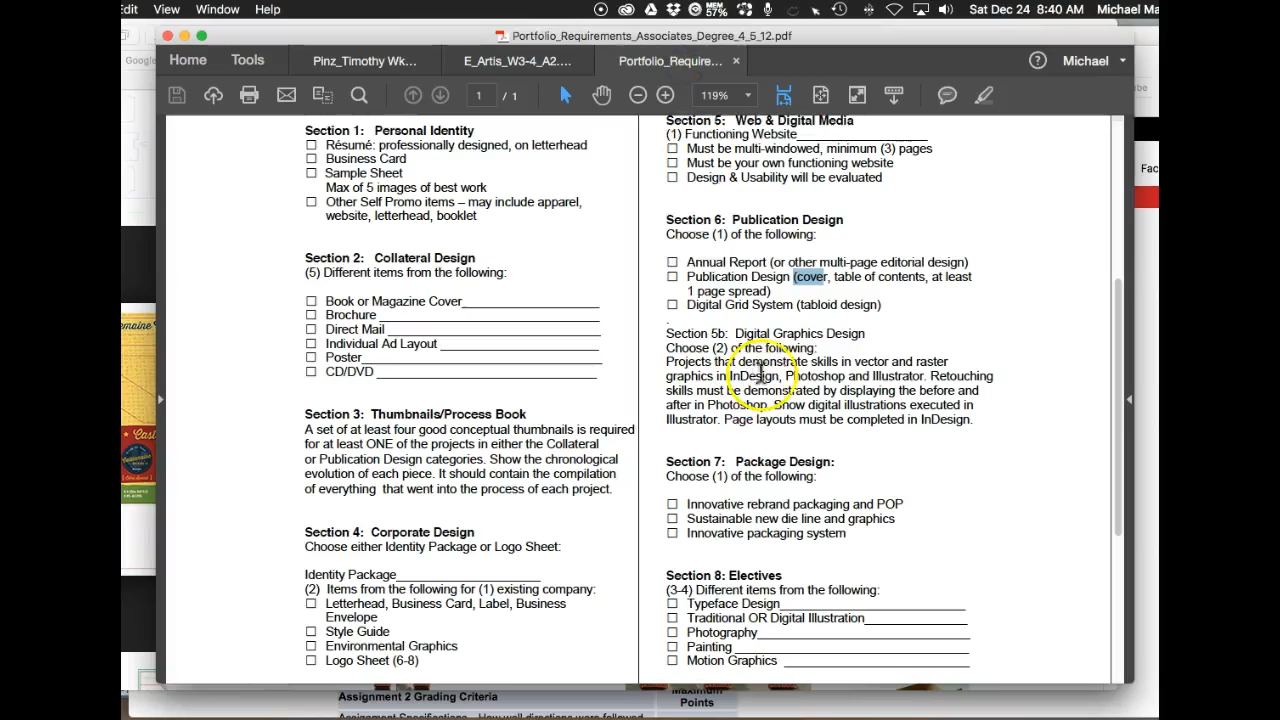 dit View Window Help
MEM 57% Sat Dec 24 8:40 AM Michael Ma
Portfolio_Requirements_Associates_Degree_4_5_12.pdf
Google
Home Tools Pinz_Timothy Wk... E_Artis_W3-4_A2.... Portfolio_Require... × Michael
1 / 1 119%
Section 1: Personal Identity
Résumé: professionally designed, on letterhead
Business Card
Sample Sheet
Max of 5 images of best work
Other Self Promo items – may include apparel,
website, letterhead, booklet
Section 2: Collateral Design
(5) Different items from the following:
Book or Magazine Cover
Brochure
Direct Mail
Individual Ad Layout
Poster
CD/DVD
Section 3: Thumbnails/Process Book
A set of at least four good conceptual thumbnails is required
for at least ONE of the projects in either the Collateral
or Publication Design categories. Show the chronological
evolution of each piece. It should contain the compilation
of everything that went into the process of each project.
Section 4: Corporate Design
Choose either Identity Package or Logo Sheet:
Identity Package
(2) Items from the following for (1) existing company:
Letterhead, Business Card, Label, Business
Envelope
Style Guide
Environmental Graphics
Logo Sheet (6-8)
Section 5: Web & Digital Media
(1) Functioning Website
Must be multi-windowed, minimum (3) pages
Must be your own functioning website
Design & Usability will be evaluated
Section 6: Publication Design
Choose (1) of the following:
Annual Report (or other multi-page editorial design)
Publication Design (cover, table of contents, at least
1 page spread)
Digital Grid System (tabloid design)
.
Section 5b: Digital Graphics Design
Choose (2) of the following:
Projects that demonstrate skills in vector and raster
graphics in InDesign, Photoshop and Illustrator. Retouching
skills must be demonstrated by displaying the before and
after in Photoshop. Show digital illustrations executed in
Illustrator. Page layouts must be completed in InDesign.
Section 7: Package Design:
Choose (1) of the following:
Innovative rebrand packaging and POP
Sustainable new die line and graphics
Innovative packaging system
Section 8: Electives
(3-4) Different items from the following:
Typeface Design
Traditional OR Digital Illustration
Photography
Painting
Motion Graphics
Fac
Assignment 2 Grading Criteria
Maximum
Points